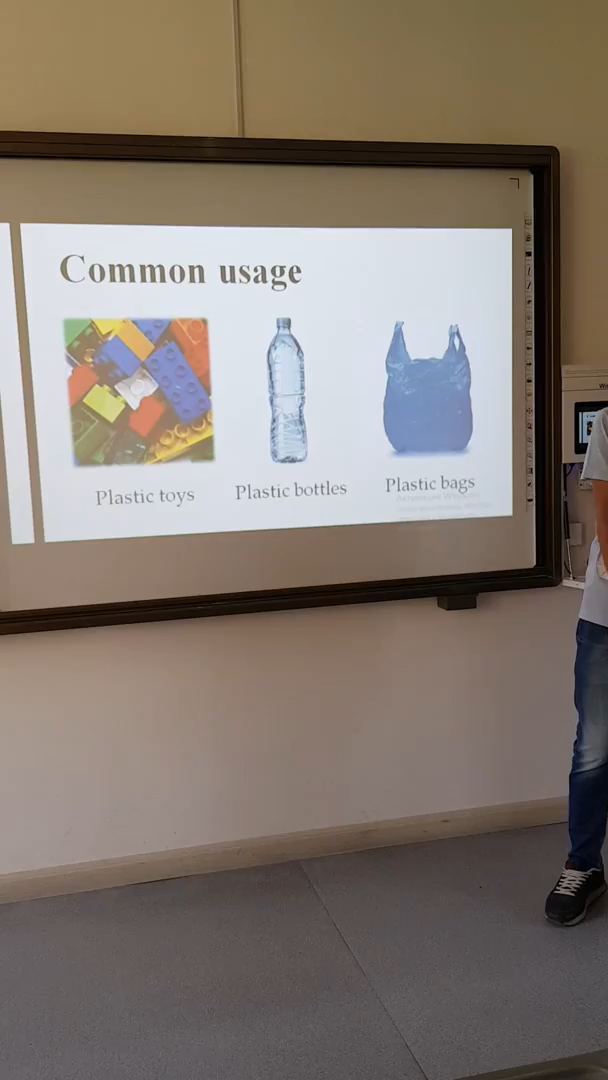 Common usage
Plastic toys
Plastic bottles
Plastic bags